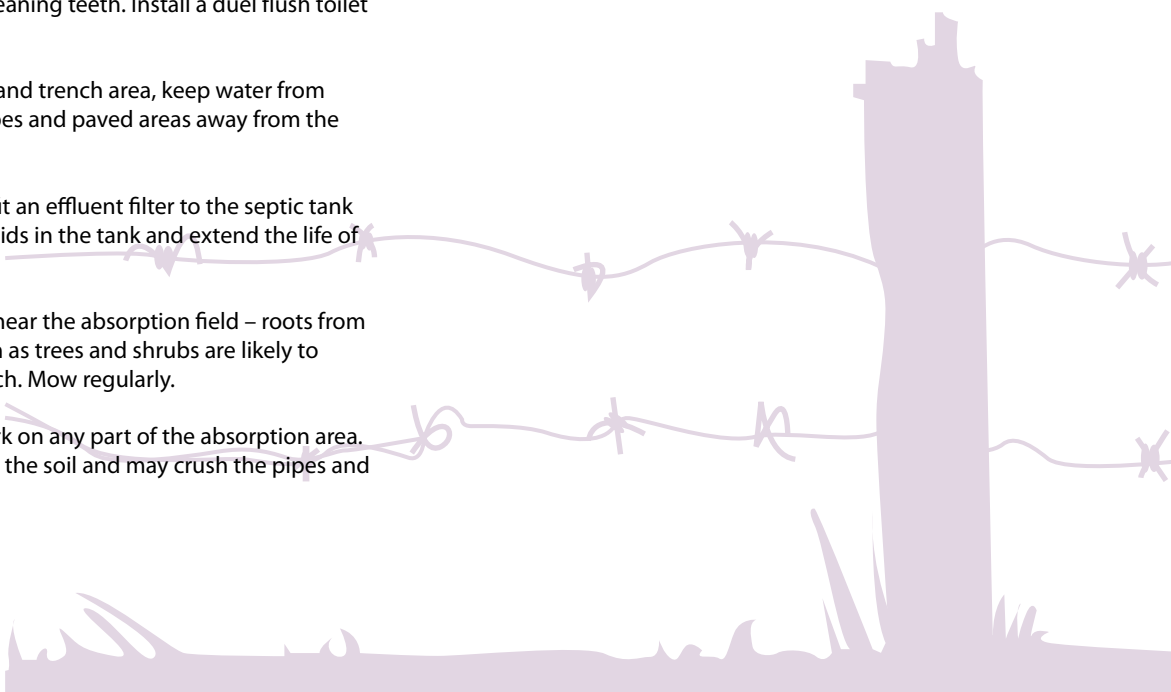 eaning teeth. Install a duel flush toilet
and trench area, keep water from
es and paved areas away from the
t an effluent filter to the septic tank
ids in the tank and extend the life of
near the absorption field – roots from
as trees and shrubs are likely to
ch. Mow regularly.
k on any part of the absorption area.
the soil and may crush the pipes and